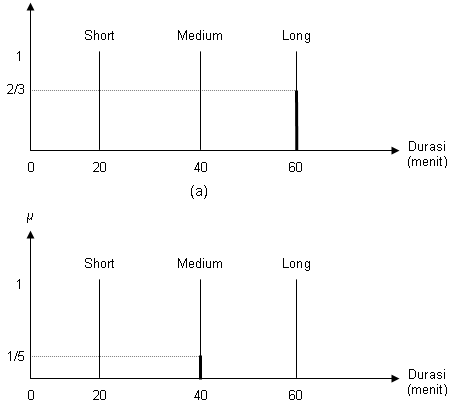 Short Medium Long
1
2/3
Durasi
(menit)
0 20 40 60
(a)
μ
Short Medium Long
1
1/5
Durasi
(menit)
0 20 40 60